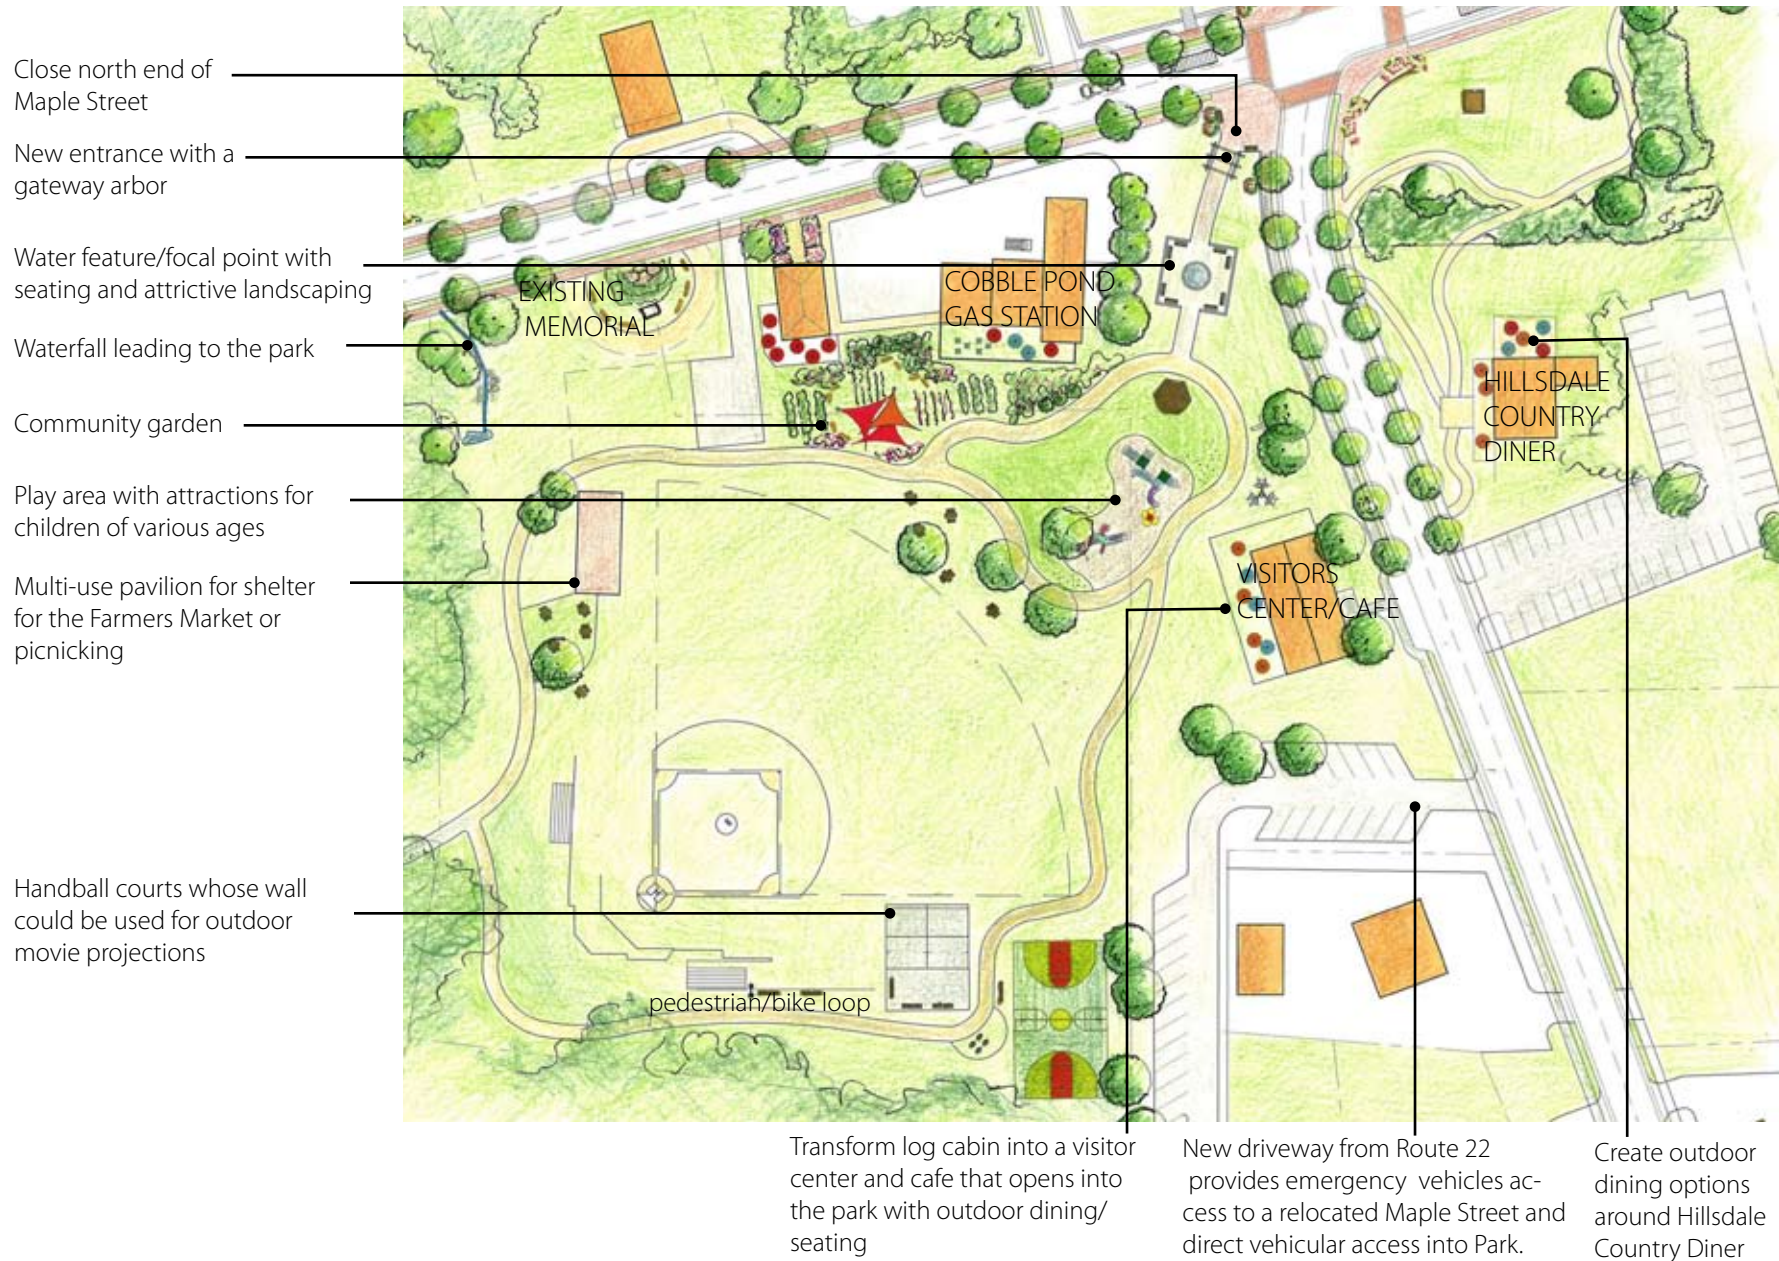 Close north end of
Maple Street
New entrance with a
gateway arbor
Water feature/focal point with
seating and attrictive landscaping
Waterfall leading to the park
Community garden
Play area with attractions for
children of various ages
Multi-use pavilion for shelter
for the Farmers Market or
picnicking
Handball courts whose wall
could be used for outdoor
movie projections
EXISTING
MEMORIAL
COBBLE POND
GAS STATION
HILLSDALE
COUNTRY
DINER
VISITORS
CENTER/CAFE
pedestrian/bike loop
Transform log cabin into a visitor
center and cafe that opens into
the park with outdoor dining/
seating
New driveway from Route 22
provides emergency vehicles ac-
cess to a relocated Maple Street and
direct vehicular access into Park.
Create outdoor
dining options
around Hillsdale
Country Diner